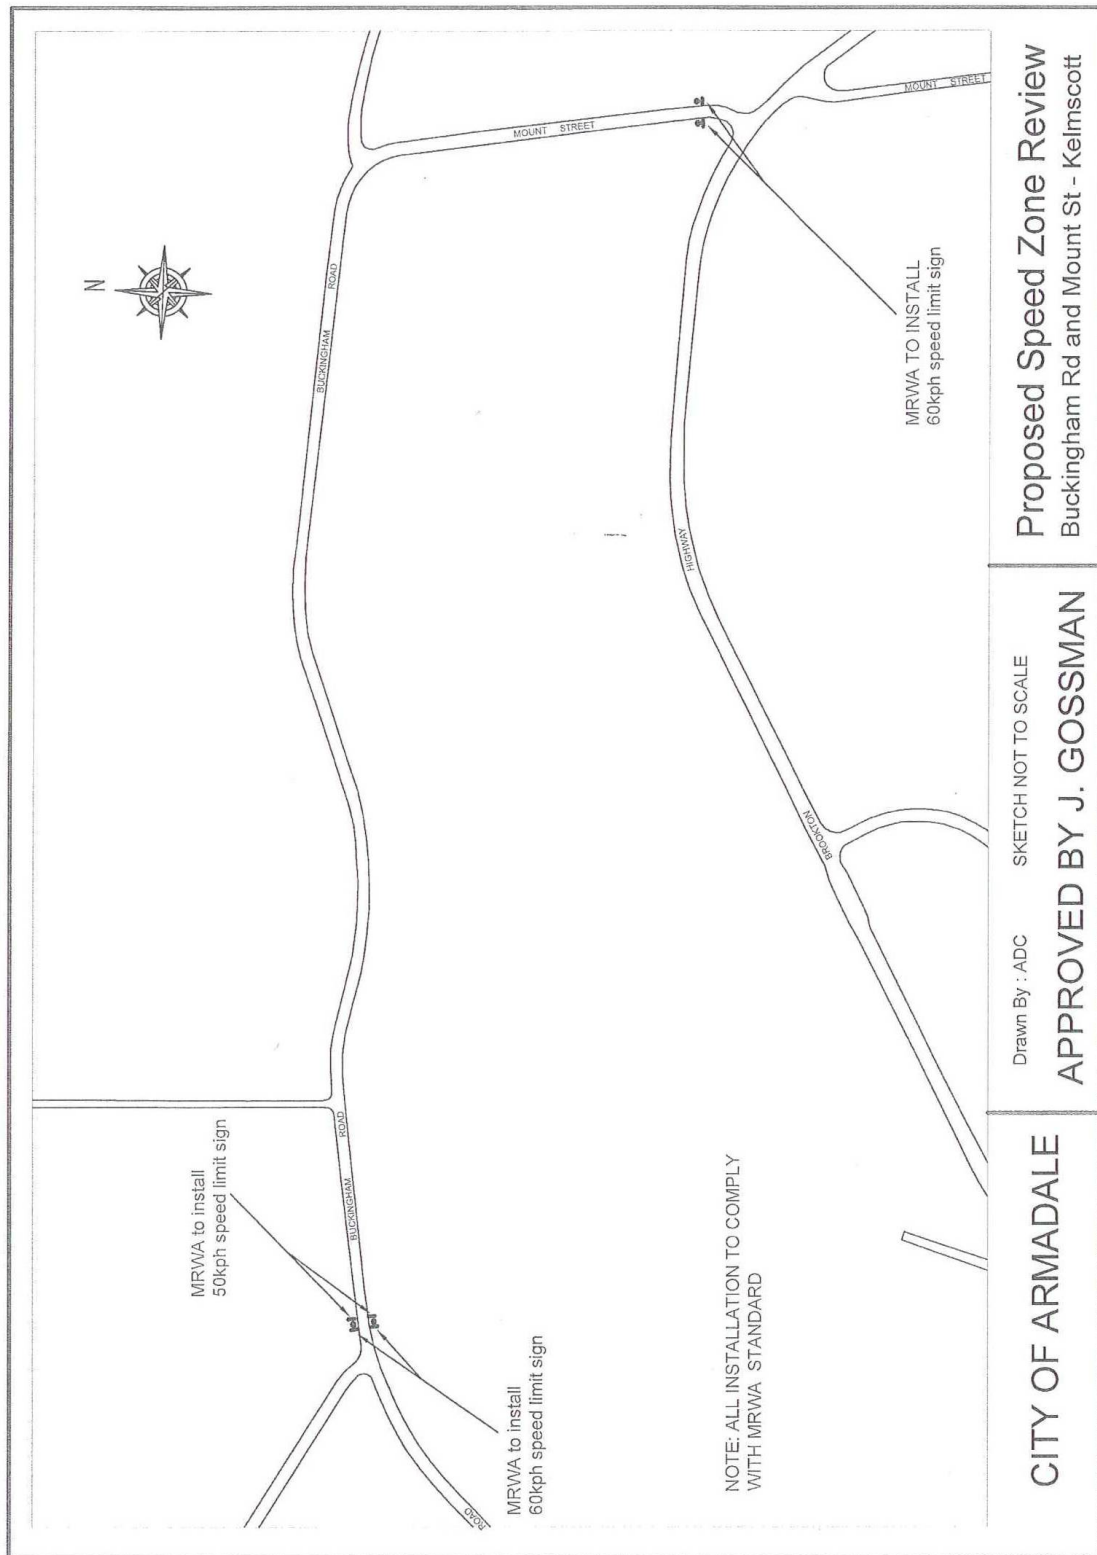 N
BUCKINGHAM
ROAD
MOUNT STREET
MRWA to install
50kph speed limit sign
BUCKINGHAM
ROAD
MRWA to install
60kph speed limit sign
ROAD
HIGHWAY
BROOKTON
MRWA TO INSTALL
60kph speed limit sign
MOUNT STREET
NOTE: ALL INSTALLATION TO COMPLY
WITH MRWA STANDARD
CITY OF ARMADALE
Drawn By : ADC
SKETCH NOT TO SCALE
APPROVED BY J. GOSSMAN
Proposed Speed Zone Review
Buckingham Rd and Mount St - Kelmscott